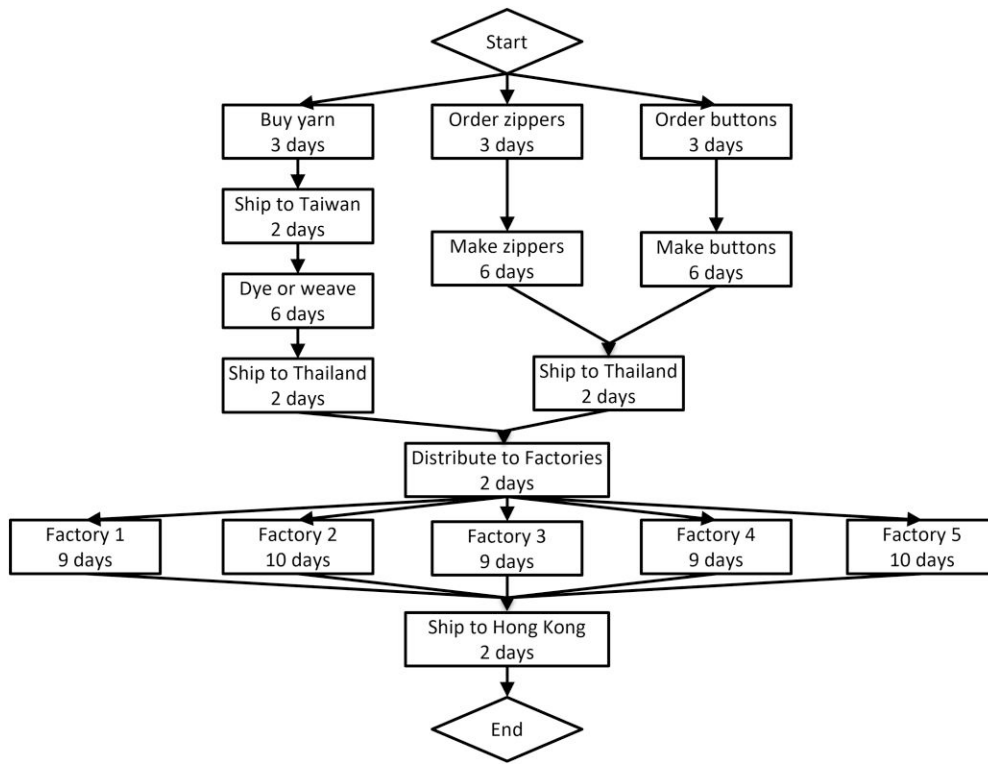 Start
Buy yarn
3 days
Order zippers
3 days
Order buttons
3 days
Ship to Taiwan
2 days
Make zippers
6 days
Make buttons
6 days
Dye or weave
6 days
Ship to Thailand
2 days
Ship to Thailand
2 days
Distribute to Factories
2 days
Factory 1
9 days
Factory 2
10 days
Factory 3
9 days
Factory 4
9 days
Factory 5
10 days
Ship to Hong Kong
2 days
End